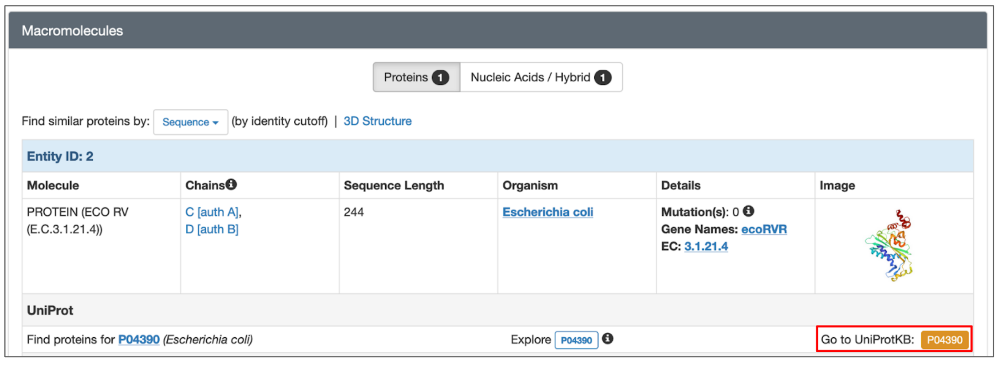 Macromolecules
Proteins 1 Nucleic Acids / Hybrid 1
Find similar proteins by: Sequence (by identity cutoff) | 3D Structure
Entity ID: 2
Molecule Chains Sequence Length Organism Details Image
PROTEIN (ECO RV C [auth A], 244 Escherichia coli Mutation(s): 0
(E.C.3.1.21.4)) D [auth B] Gene Names: ecoRVR
EC: 3.1.21.4
UniProt
Find proteins for P04390 (Escherichia coli) Explore P04390 Go to UniProtKB: P04390